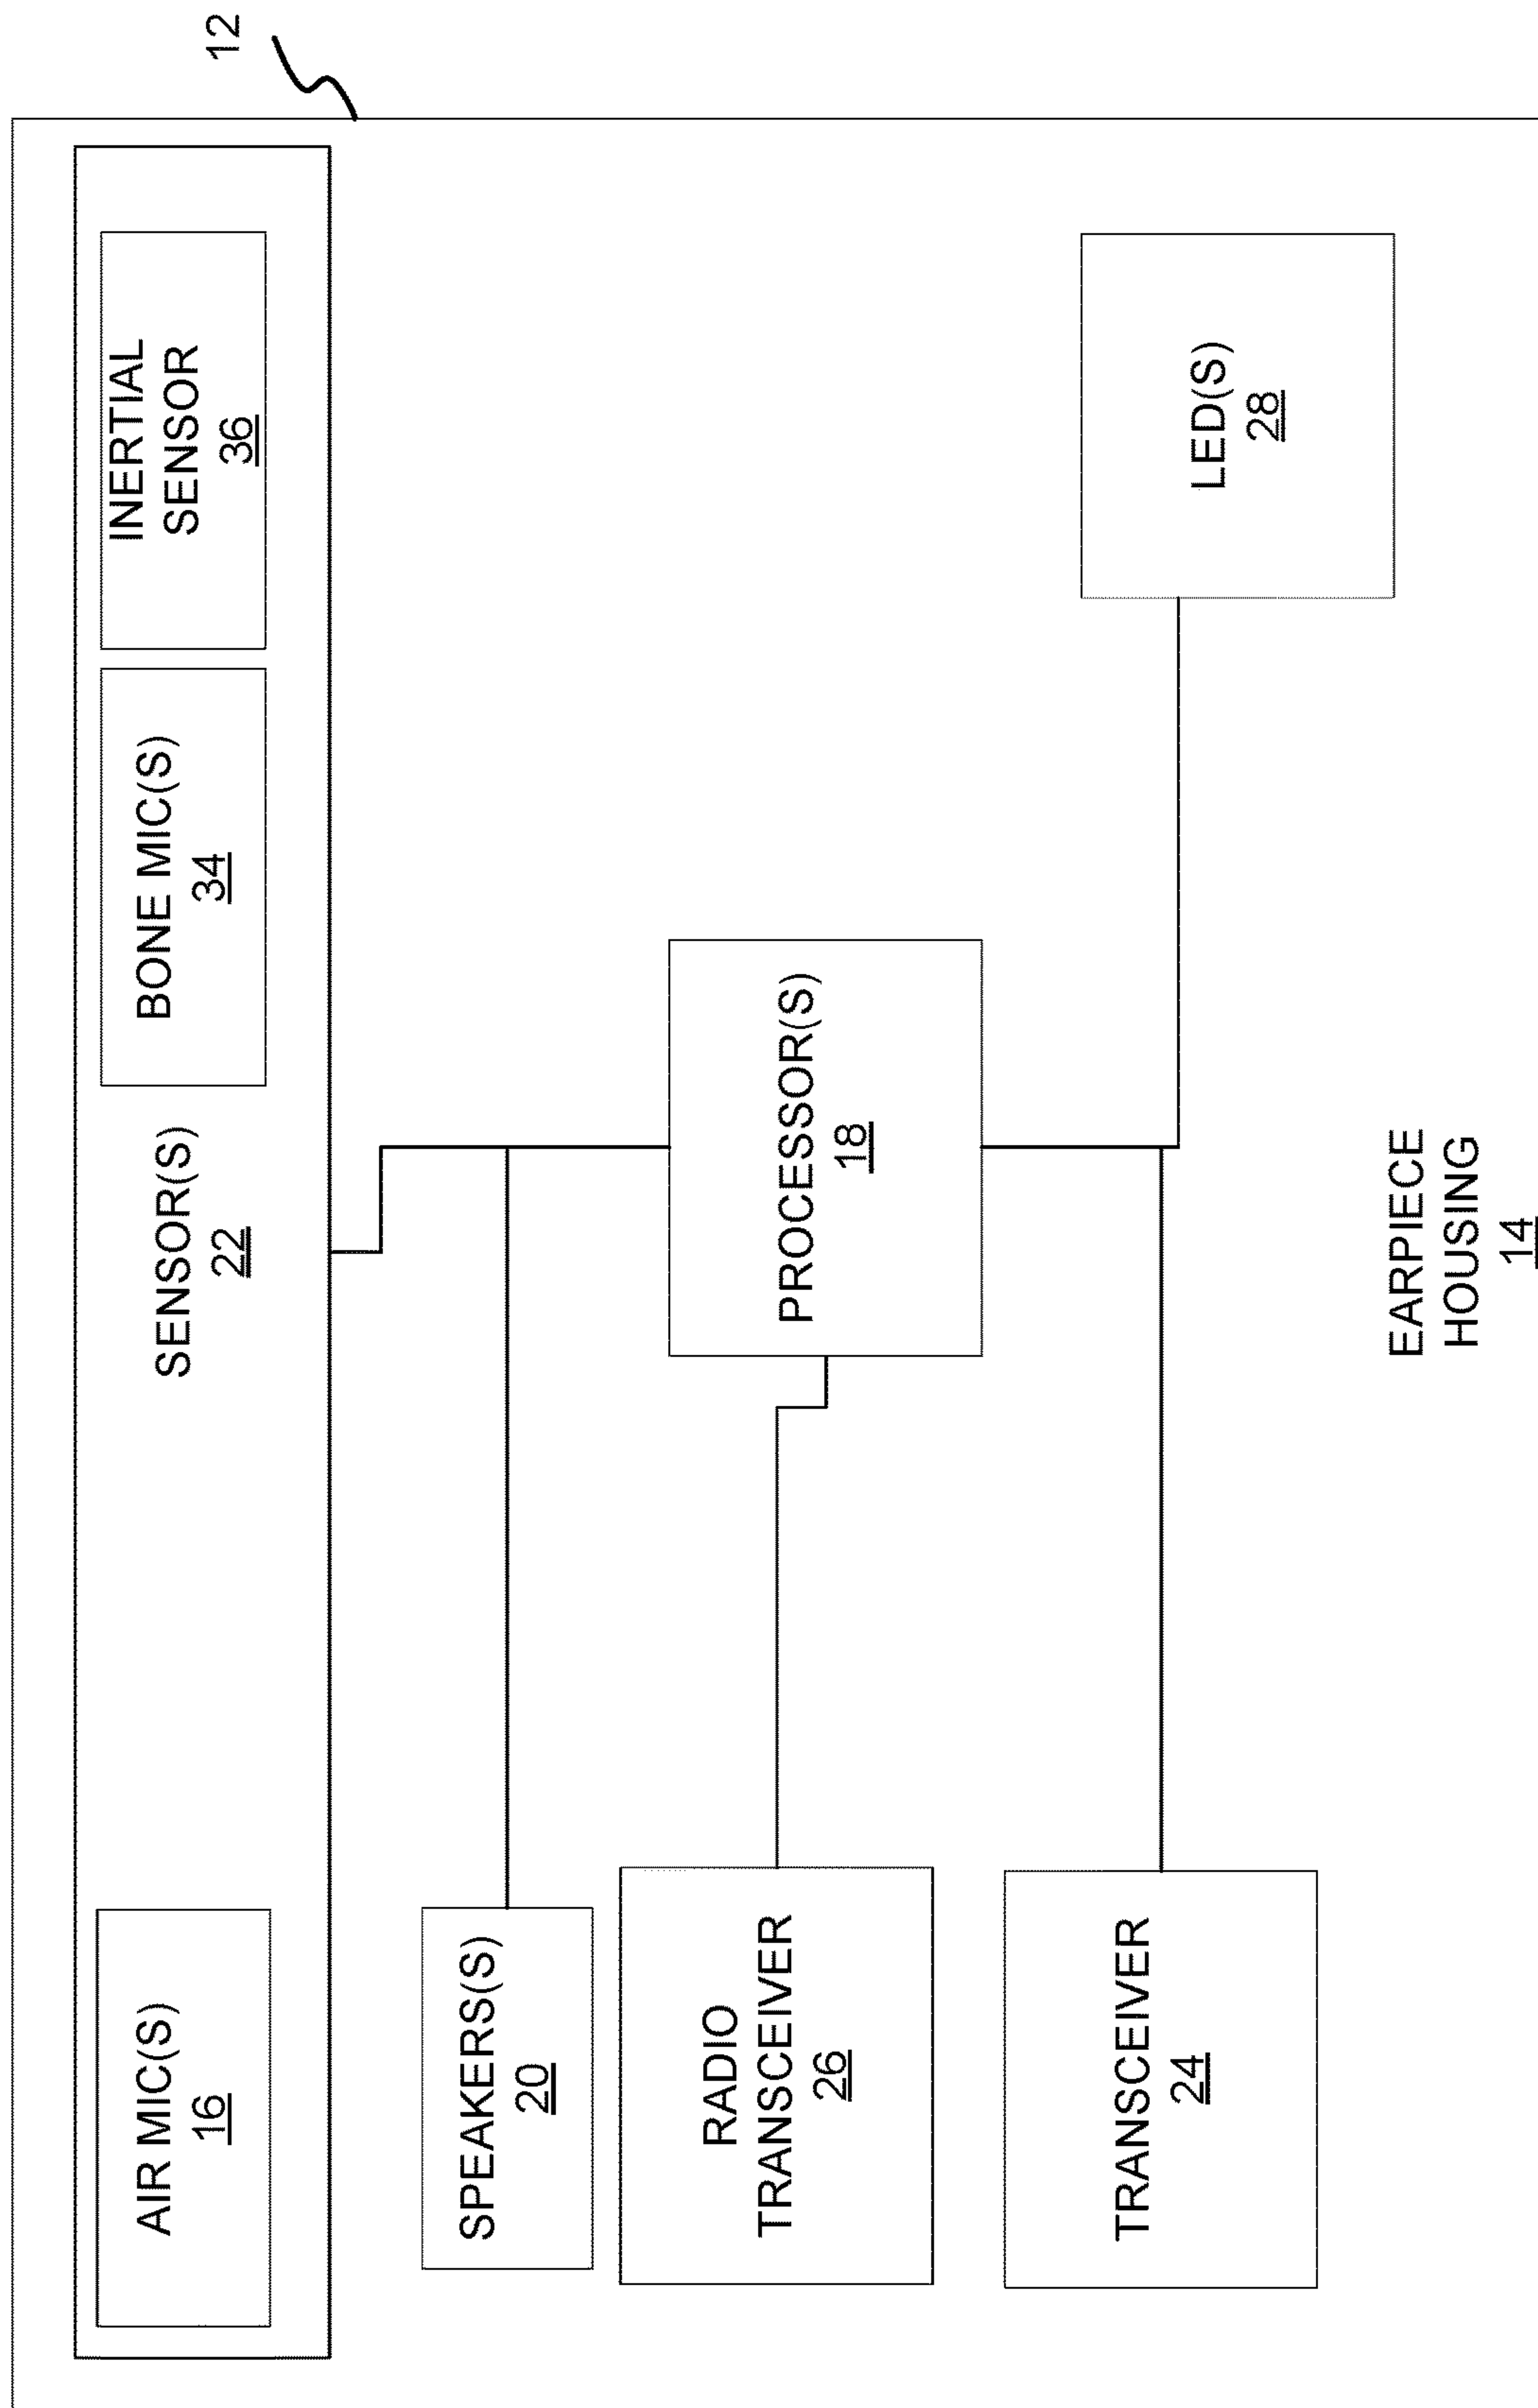 12
AIR MIC(S)
16
SENSOR(S)
22
BONE MIC(S)
34
INERTIAL
SENSOR
36
SPEAKERS(S)
20
RADIO
TRANSCEIVER
26
PROCESSOR(S)
18
TRANSCEIVER
24
LED(S)
28
EARPIECE
HOUSING
14